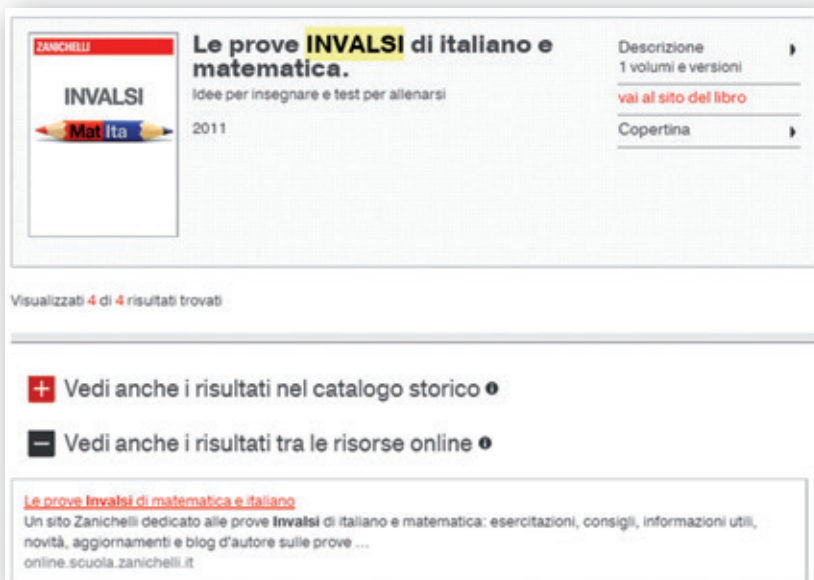 ZANICHELLI
INVALSI
Mat Ita
Le prove INVALSI di italiano e
matematica.
Idee per insegnare e test per allenarsi
2011
Descrizione
1 volumi e versioni
vai al sito del libro
Copertina
Visualizzati 4 di 4 risultati trovati
Vedi anche i risultati nel catalogo storico
Vedi anche i risultati tra le risorse online
Le prove Invalsi di matematica e italiano
Un sito Zanichelli dedicato alle prove Invalsi di italiano e matematica: esercitazioni, consigli, informazioni utili,
novità, aggiornamenti e blog d'autore sulle prove ...
online.scuola.zanichelli.it